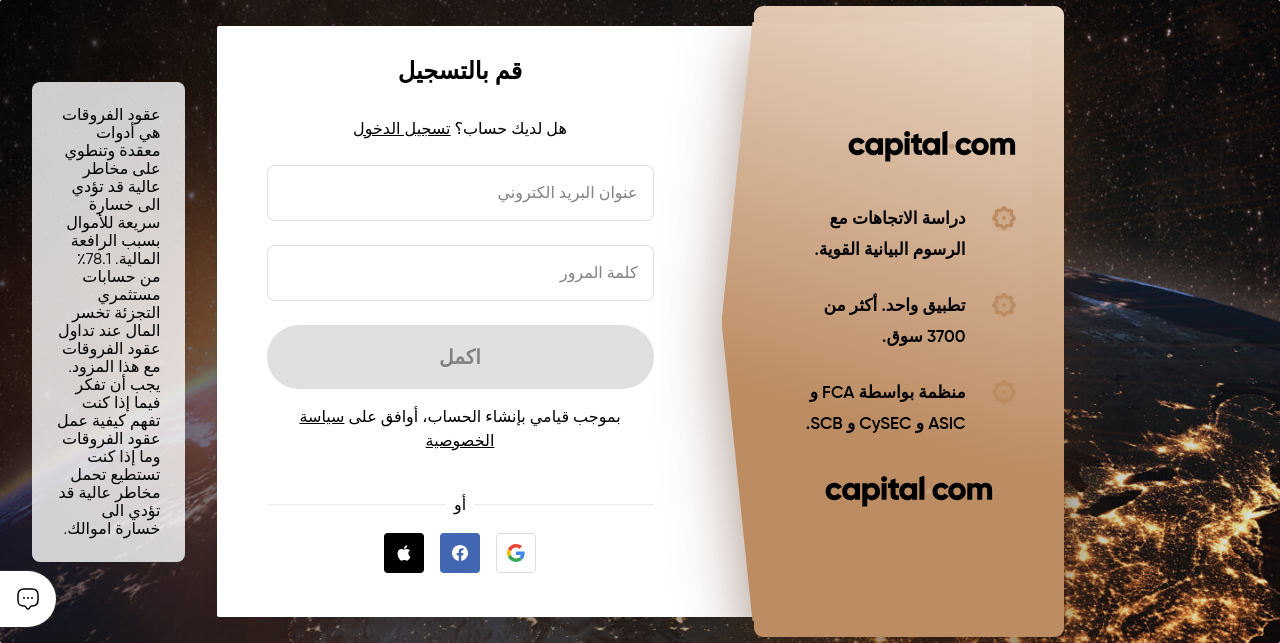 capital com
دراسة الاتجاهات مع
الرسوم البيانية القوية.
تطبيق واحد. أكثر من
3700 سوق.
منظمة بواسطة FCA و
ASIC و CySEC و SCB.
capital com
قم بالتسجيل
هل لديك حساب؟ تسجيل الدخول
عنوان البريد الكتروني
كلمة المرور
اكمل
بموجب قيامي بإنشاء الحساب، أوافق على سياسة
الخصوصية
أو
عقود الفروقات
هي أدوات
معقدة وتنطوي
على مخاطر
عالية قد تؤدي
الى خسارة
سريعة للأموال
بسبب الرافعة
المالية. 78.1٪
من حسابات
مستثمري
التجزئة تخسر
المال عند تداول
عقود الفروقات
مع هذا المزود.
يجب أن تفكر
فيما إذا كنت
تفهم كيفية عمل
عقود الفروقات
وما إذا كنت
تستطيع تحمل
مخاطر عالية قد
تؤدي الى
خسارة اموالك.